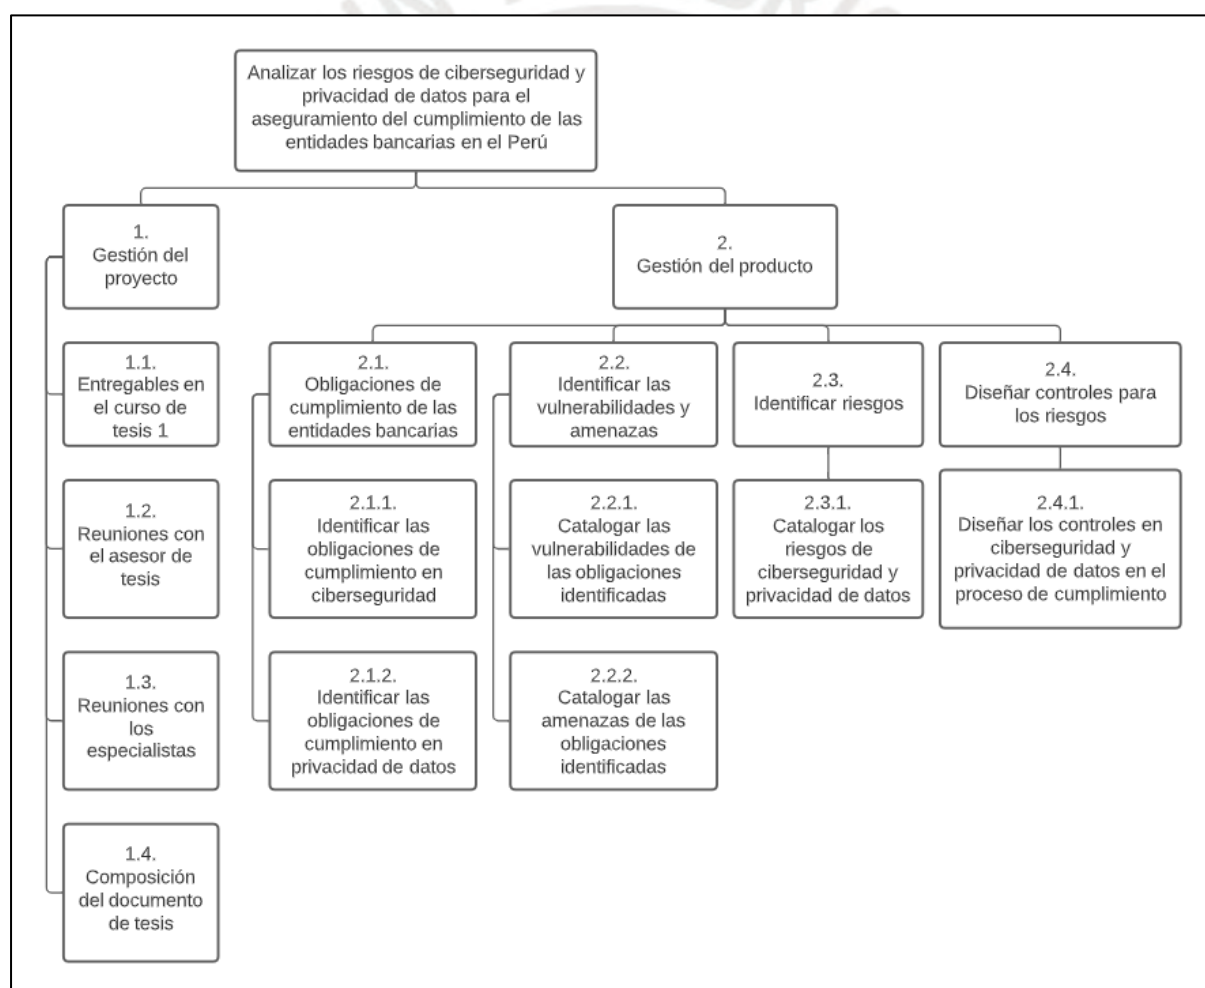 Analizar los riesgos de ciberseguridad y
privacidad de datos para el
aseguramiento del cumplimiento de las
entidades bancarias en el Perú
1.
Gestión del
proyecto
2.
Gestión del producto
1.1.
Entregables en
el curso de
tesis 1
2.1.
Obligaciones de
cumplimiento de las
entidades bancarias
2.2.
Identificar las
vulnerabilidades y
amenazas
2.3.
Identificar riesgos
2.4.
Diseñar controles para
los riesgos
1.2.
Reuniones con
el asesor de
tesis
2.1.1.
Identificar las
obligaciones de
cumplimiento en
ciberseguridad
2.2.1.
Catalogar las
vulnerabilidades de
las obligaciones
identificadas
2.3.1.
Catalogar los
riesgos de
ciberseguridad y
privacidad de datos
2.4.1.
Diseñar los controles en
ciberseguridad y
privacidad de datos en el
proceso de cumplimiento
1.3.
Reuniones con
los
especialistas
2.1.2.
Identificar las
obligaciones de
cumplimiento en
privacidad de datos
2.2.2.
Catalogar las
amenazas de las
obligaciones
identificadas
1.4.
Composición
del documento
de tesis